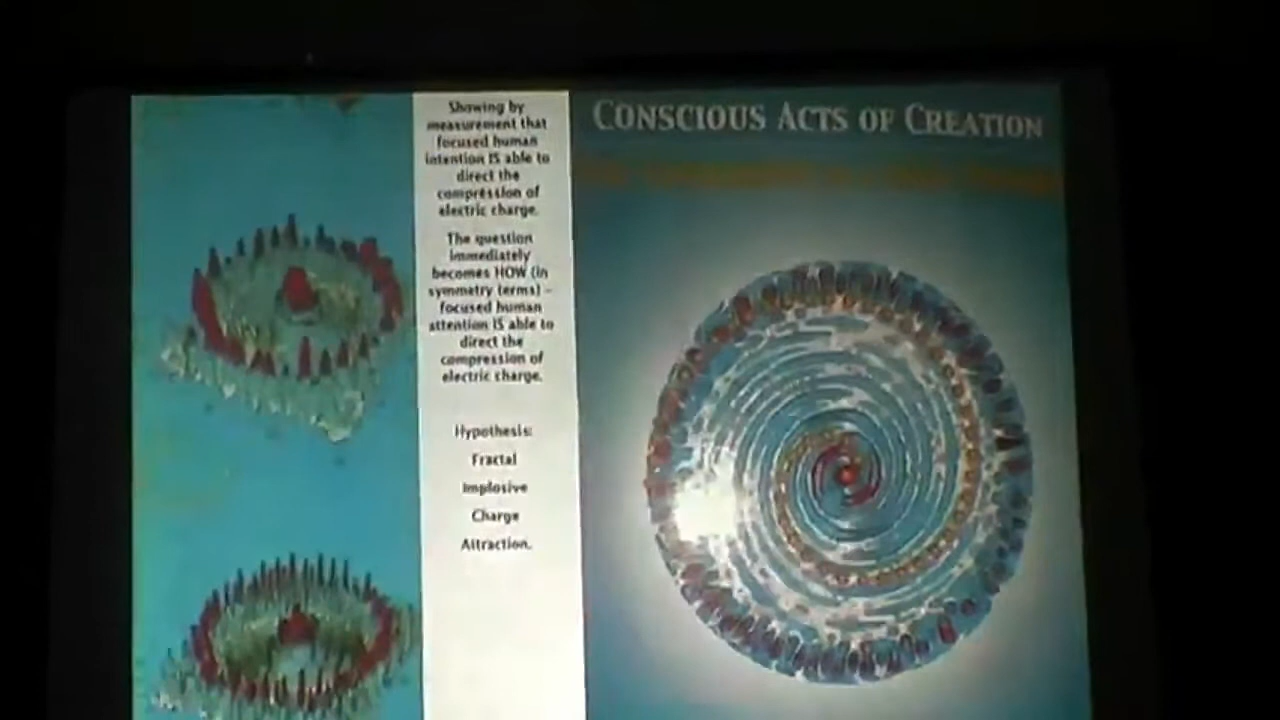 Showing by
measurement that
focused human
intention IS able to
direct the
compression of
electric charge.
The question
immediately
becomes HOW (in
symmetry terms) -
focused human
attention IS able to
direct the
compression of
electric charge.
Hypothesis:
Fractal
Implosive
Charge
Attraction.
CONSCIOUS ACTS OF CREATION